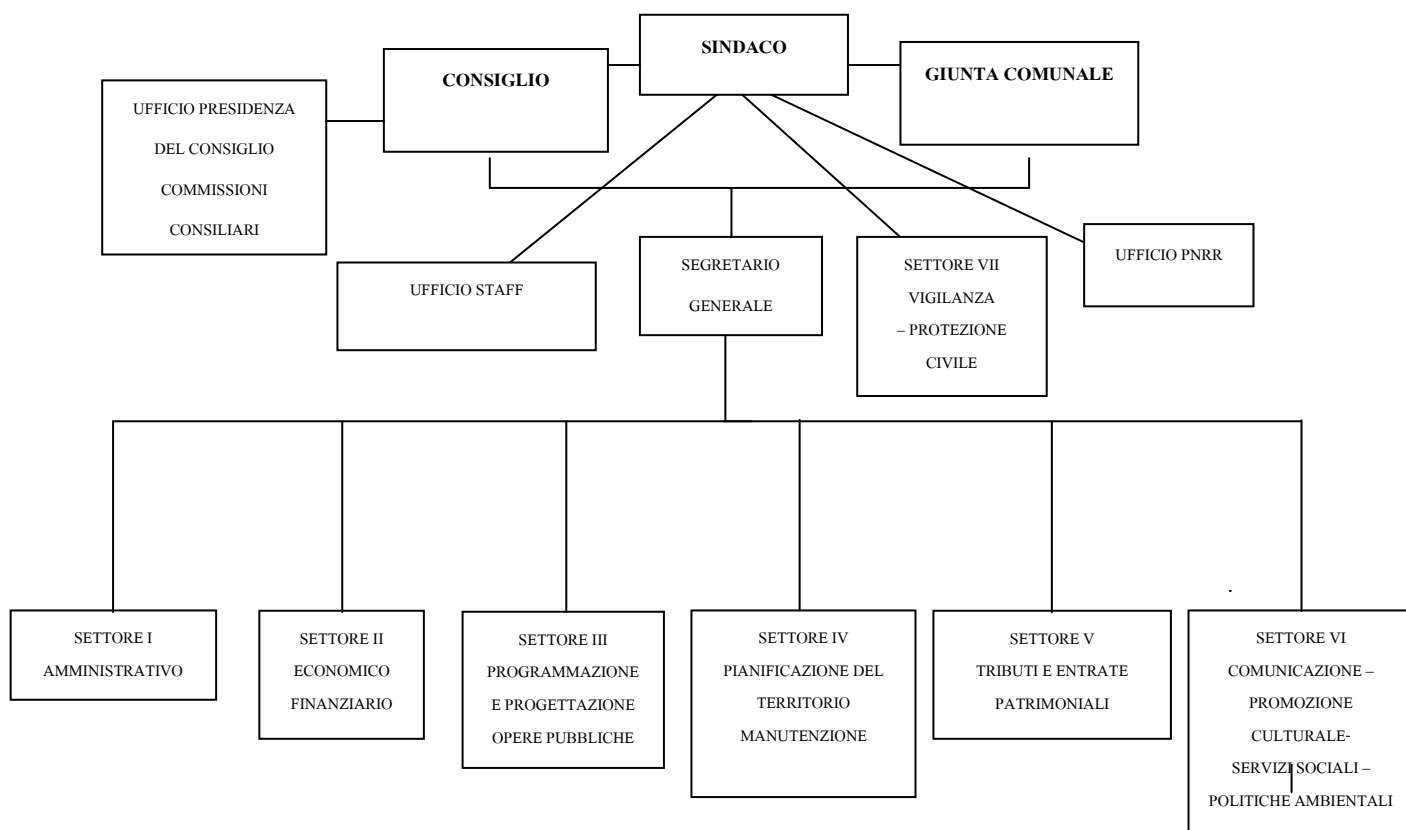 SINDACO
CONSIGLIO
GIUNTA COMUNALE
UFFICIO PRESIDENZA
DEL CONSIGLIO
COMMISSIONI
CONSILIARI
UFFICIO STAFF
SEGRETARIO
GENERALE
SETTORE VII
VIGILANZA
– PROTEZIONE
CIVILE
UFFICIO PNRR
SETTORE I
AMMINISTRATIVO
SETTORE II
ECONOMICO
FINANZIARIO
SETTORE III
PROGRAMMAZIONE
E PROGETTAZIONE
OPERE PUBBLICHE
SETTORE IV
PIANIFICAZIONE DEL
TERRITORIO
MANUTENZIONE
SETTORE V
TRIBUTI E ENTRATE
PATRIMONIALI
SETTORE VI
COMUNICAZIONE –
PROMOZIONE
CULTURALE-
SERVIZI SOCIALI –
POLITICHE AMBIENTALI